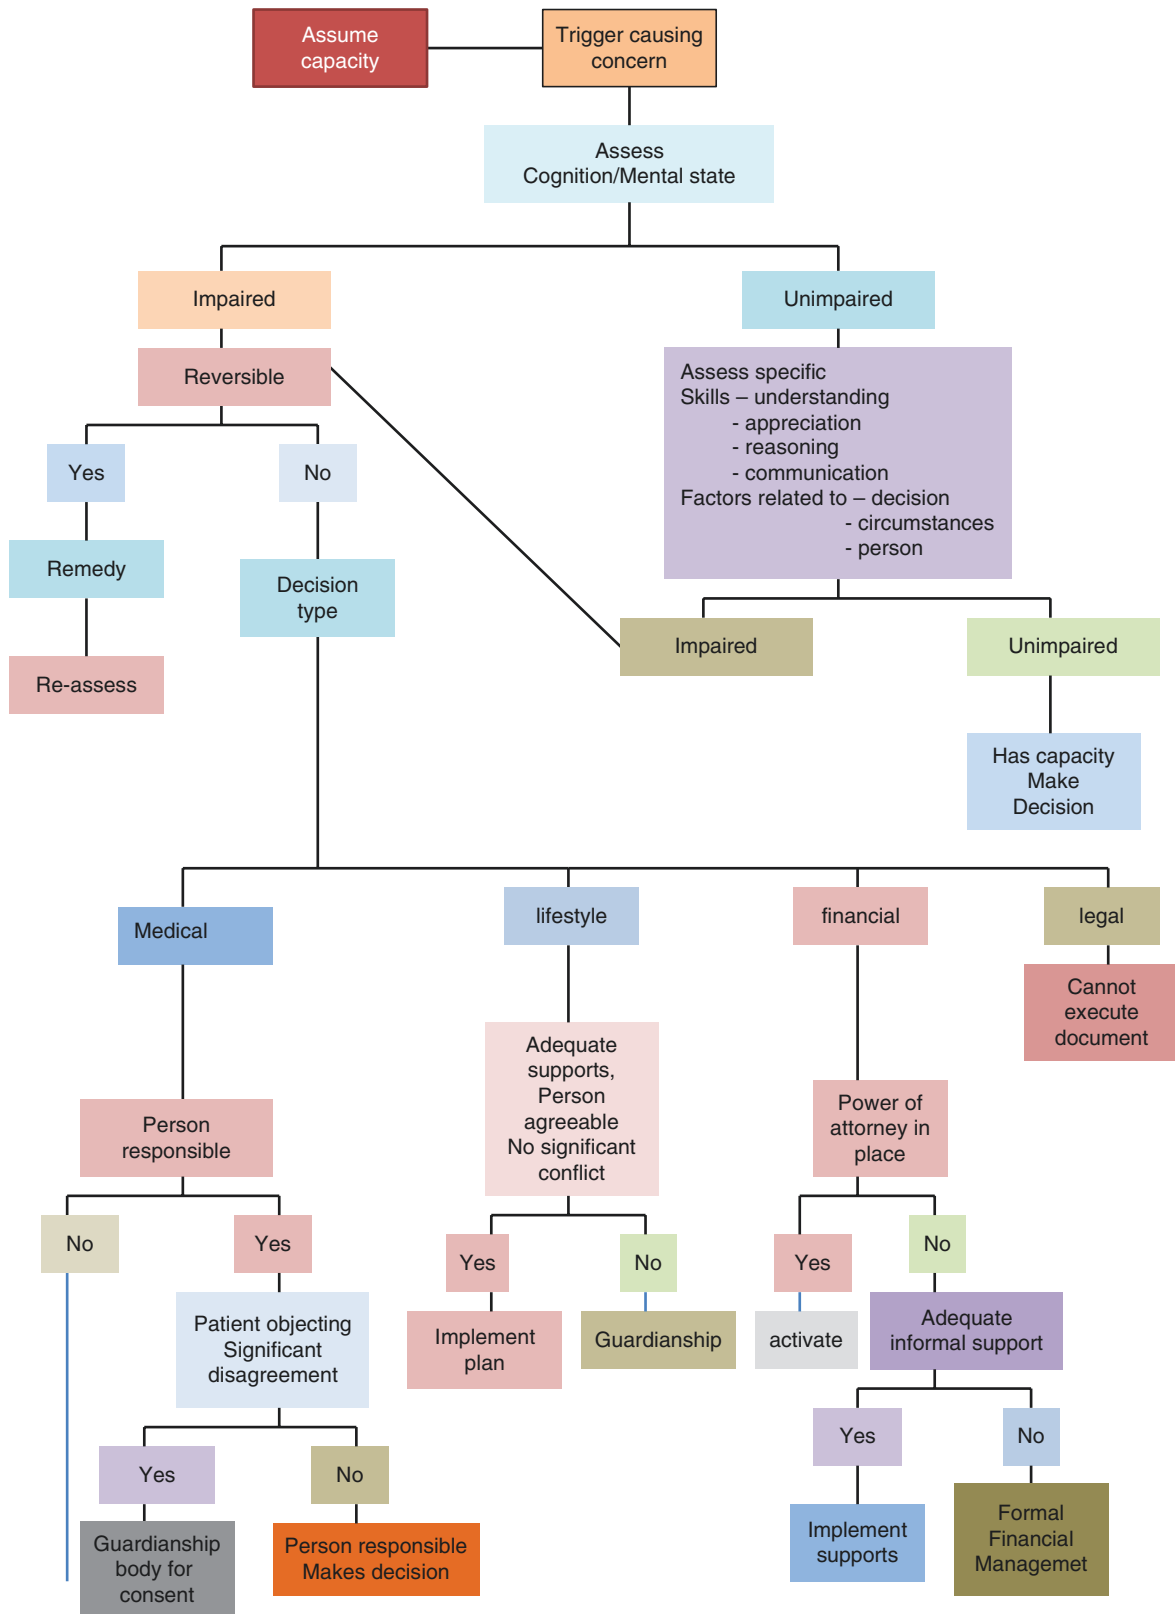 Assume
capacity
Trigger causing
concern
Assess
Cognition/Mental state
Impaired
Unimpaired
Reversible
Assess specific
Skills – understanding
- appreciation
- reasoning
- communication
Factors related to – decision
- circumstances
- person
Yes
No
Remedy
Decision
type
Re-assess
Impaired
Unimpaired
Has capacity
Make
Decision
Medical
lifestyle
financial
legal
Cannot
execute
document
Adequate
supports,
Person
agreeable
No significant
conflict
Person
responsible
Power of
attorney in
place
No
Yes
Yes
No
Yes
No
Patient objecting
Significant
disagreement
Implement
plan
Guardianship
activate
Adequate
informal support
Yes
No
Yes
No
Guardianship
body for
consent
Person responsible
Makes decision
Implement
supports
Formal
Financial
Managemet